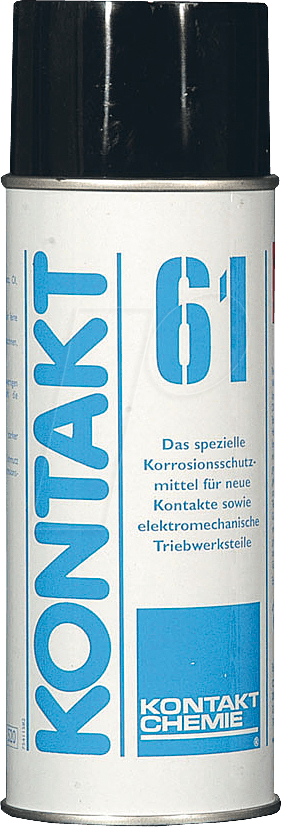 KONTAKT
61
Das spezielle
Korrosionsschutz-
mittel für neue
Kontakte sowie
elektromechanische
Triebwerksteile
KONTAKT
CHEMIE
®